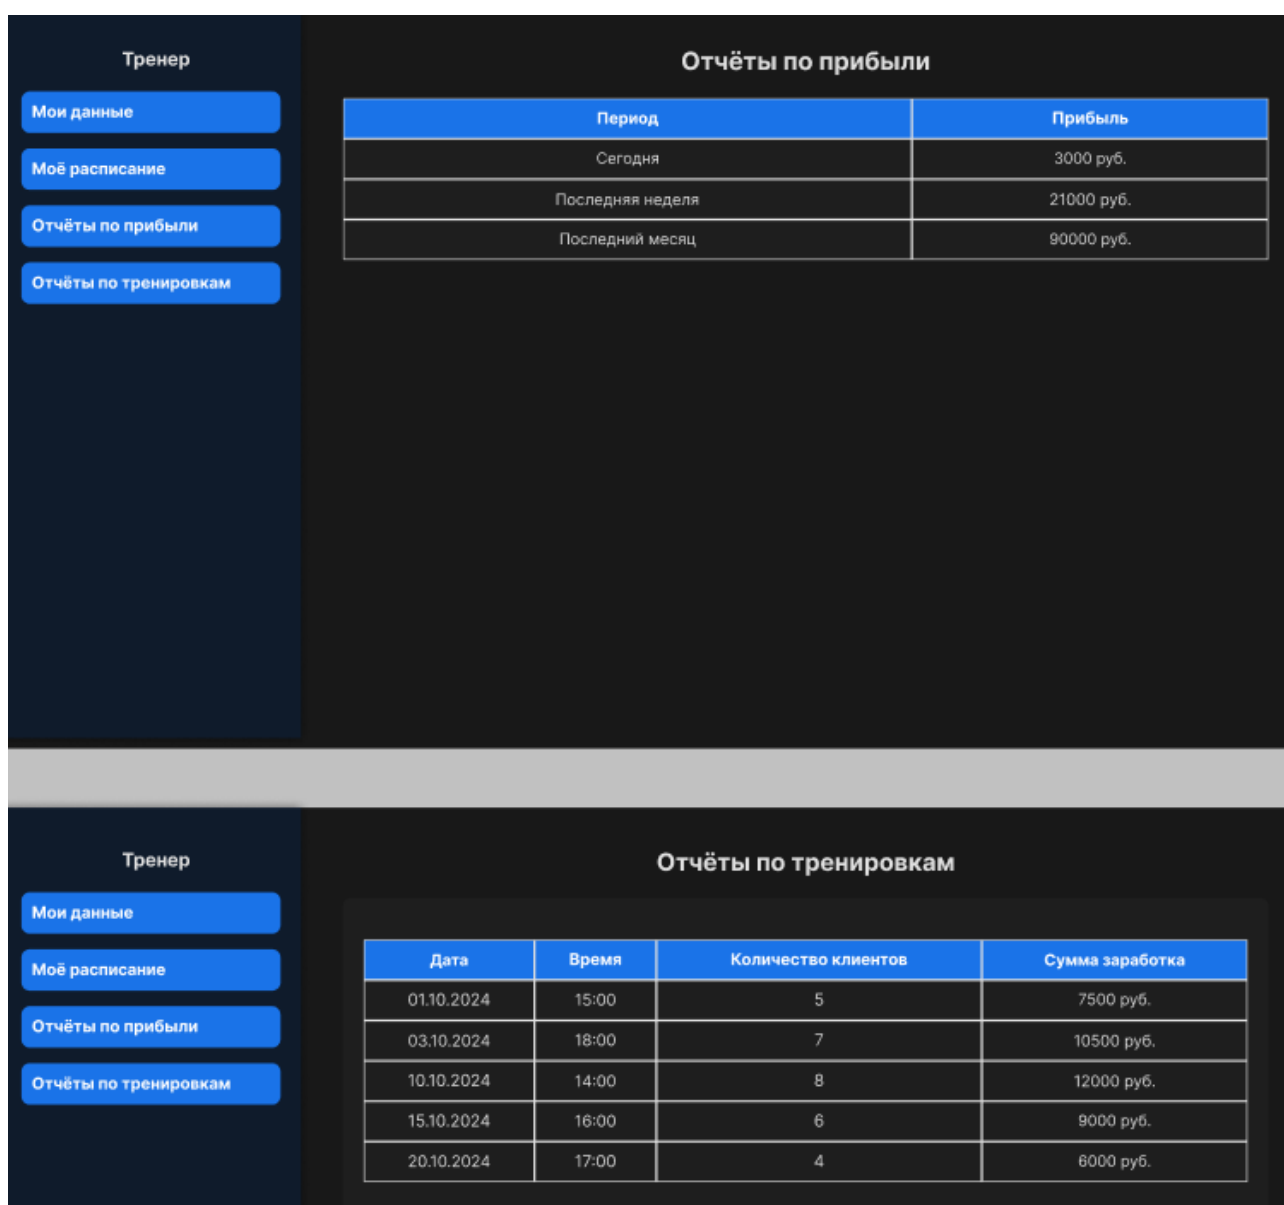 Тренер
Мои данные
Моё расписание
Отчёты по прибыли
Отчёты по тренировкам
Отчёты по прибыли
Период Прибыль
Сегодня 3000 руб.
Последняя неделя 21000 руб.
Последний месяц 90000 руб.
Тренер
Мои данные
Моё расписание
Отчёты по прибыли
Отчёты по тренировкам
Отчёты по тренировкам
Дата Время Количество клиентов Сумма заработка
01.10.2024 15:00 5 7500 руб.
03.10.2024 18:00 7 10500 руб.
10.10.2024 14:00 8 12000 руб.
15.10.2024 16:00 6 9000 руб.
20.10.2024 17:00 4 6000 руб.